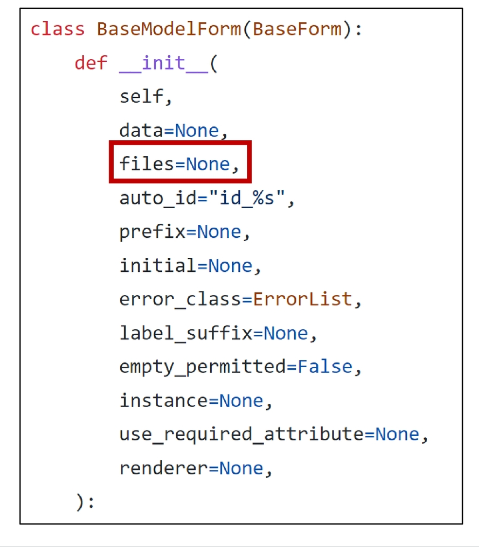 class BaseModelForm(BaseForm):
    def __init__(
        self,
        data=None,
        files=None,
        auto_id="id_%s",
        prefix=None,
        initial=None,
        error_class=ErrorList,
        label_suffix=None,
        empty_permitted=False,
        instance=None,
        use_required_attribute=None,
        renderer=None,
    ):